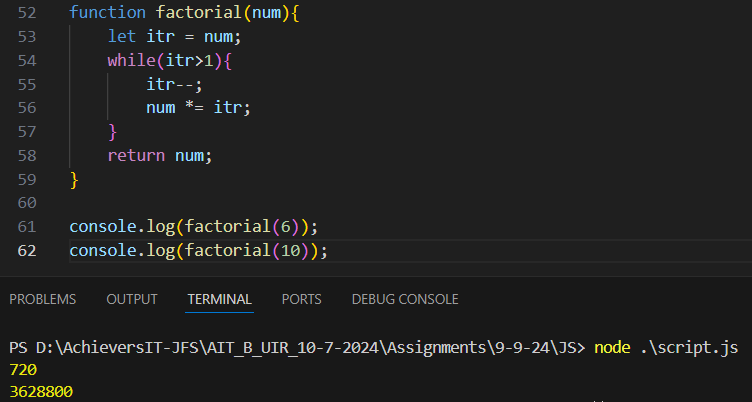 52 function factorial(num){
53     let itr = num;
54     while(itr>1){
55         itr--;
56         num *= itr;
57     }
58     return num;
59 }
60
61 console.log(factorial(6));
62 console.log(factorial(10));
PROBLEMS OUTPUT TERMINAL PORTS DEBUG CONSOLE
PS D:\AchieversIT-JFS\AIT_B_UIR_10-7-2024\Assignments\9-9-24\JS> node .\script.js
720
3628800